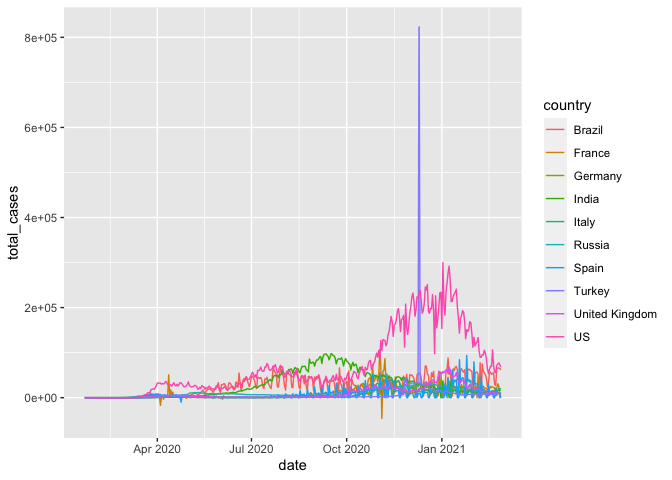 8e+05
6e+05
4e+05
2e+05
0e+00
total_cases
Apr 2020
Jul 2020
Oct 2020
Jan 2021
date
country
Brazil
France
Germany
India
Italy
Russia
Spain
Turkey
United Kingdom
US